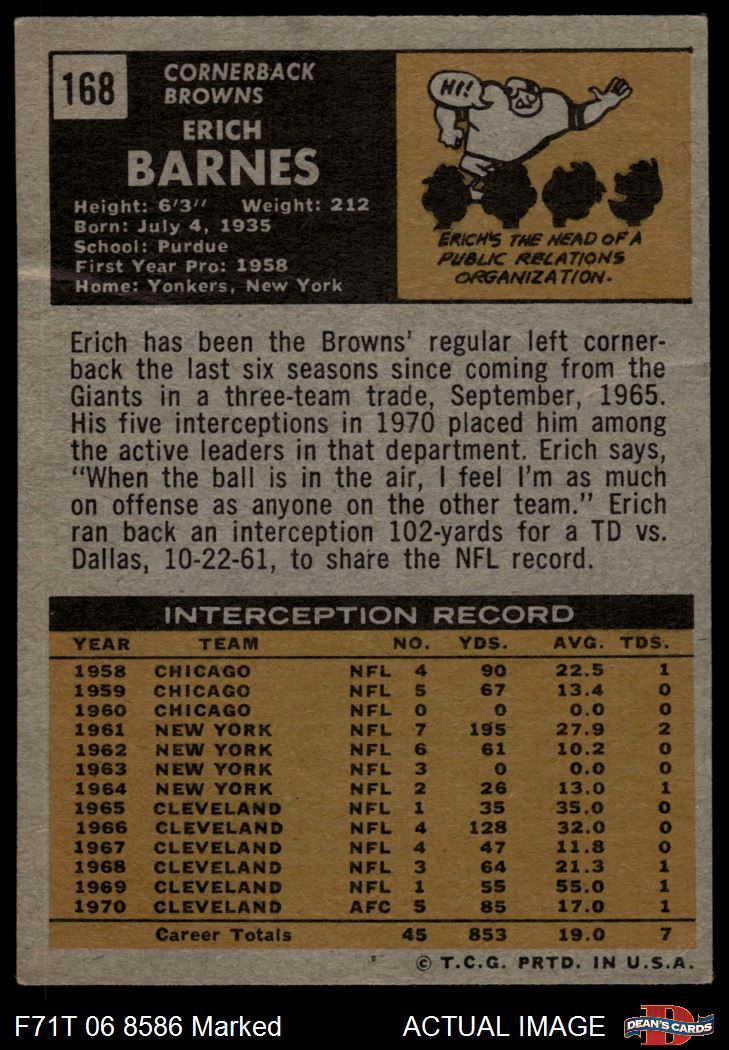 168
CORNERBACK
BROWNS
ERICH
BARNES
Height: 6'3" Weight: 212
Born: July 4, 1935
School: Purdue
First Year Pro: 1958
Home: Yonkers, New York
HI!
ERICH'S THE HEAD OF A
PUBLIC RELATIONS
ORGANIZATION.
Erich has been the Browns' regular left corner-
back the last six seasons since coming from the
Giants in a three-team trade, September, 1965.
His five interceptions in 1970 placed him among
the active leaders in that department. Erich says,
"When the ball is in the air, I feel I'm as much
on offense as anyone on the other team." Erich
ran back an interception 102-yards for a TD vs.
Dallas, 10-22-61, to share the NFL record.
INTERCEPTION RECORD
YEAR TEAM NO. YDS. AVG. TDS.
1958 CHICAGO NFL 4 90 22.5 1
1959 CHICAGO NFL 5 67 13.4 0
1960 CHICAGO NFL 0 0 0.0 0
1961 NEW YORK NFL 7 195 27.9 2
1962 NEW YORK NFL 6 61 10.2 0
1963 NEW YORK NFL 3 0 0.0 0
1964 NEW YORK NFL 2 26 13.0 1
1965 CLEVELAND NFL 1 35 35.0 0
1966 CLEVELAND NFL 4 128 32.0 0
1967 CLEVELAND NFL 4 47 11.8 0
1968 CLEVELAND NFL 3 64 21.3 1
1969 CLEVELAND NFL 1 55 55.0 1
1970 CLEVELAND AFC 5 85 17.0 1
Career Totals 45 853 19.0 7
© T.C.G. PRTD. IN U.S.A.
F71T 06 8586 Marked ACTUAL IMAGE
D
DEAN'S CARDS